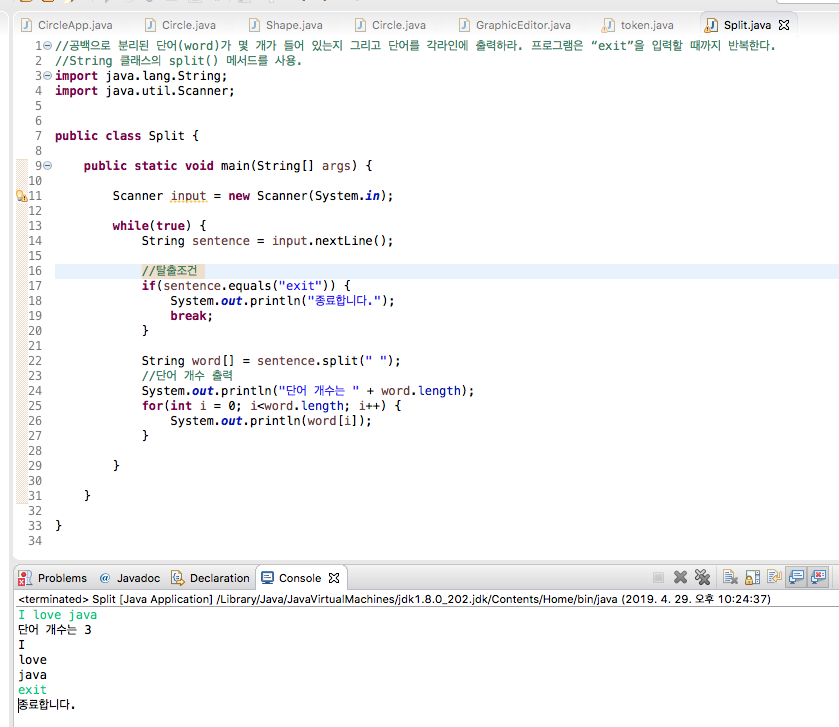 CircleApp.java Circle.java Shape.java Circle.java GraphicEditor.java token.java Split.java
1 //공백으로 분리된 단어(word)가 몇 개가 들어 있는지 그리고 단어를 각라인에 출력하라. 프로그램은 “exit”을 입력할 때까지 반복한다.
2 //String 클래스의 split() 메서드를 사용.
3 import java.lang.String;
4 import java.util.Scanner;
5
6
7 public class Split {
8
9 public static void main(String[] args) {
10
11 Scanner input = new Scanner(System.in);
12
13 while(true) {
14 String sentence = input.nextLine();
15
16 //탈출조건
17 if(sentence.equals("exit")) {
18 System.out.println("종료합니다.");
19 break;
20 }
21
22 String word[] = sentence.split(" ");
23 //단어 개수 출력
24 System.out.println("단어 개수는 " + word.length);
25 for(int i = 0; i<word.length; i++) {
26 System.out.println(word[i]);
27 }
28
29 }
30
31 }
32
33 }
34
Problems @ Javadoc Declaration Console
<terminated> Split [Java Application] /Library/Java/JavaVirtualMachines/jdk1.8.0_202.jdk/Contents/Home/bin/java (2019. 4. 29. 오후 10:24:37)
I love java
단어 개수는 3
I
love
java
exit
종료합니다.